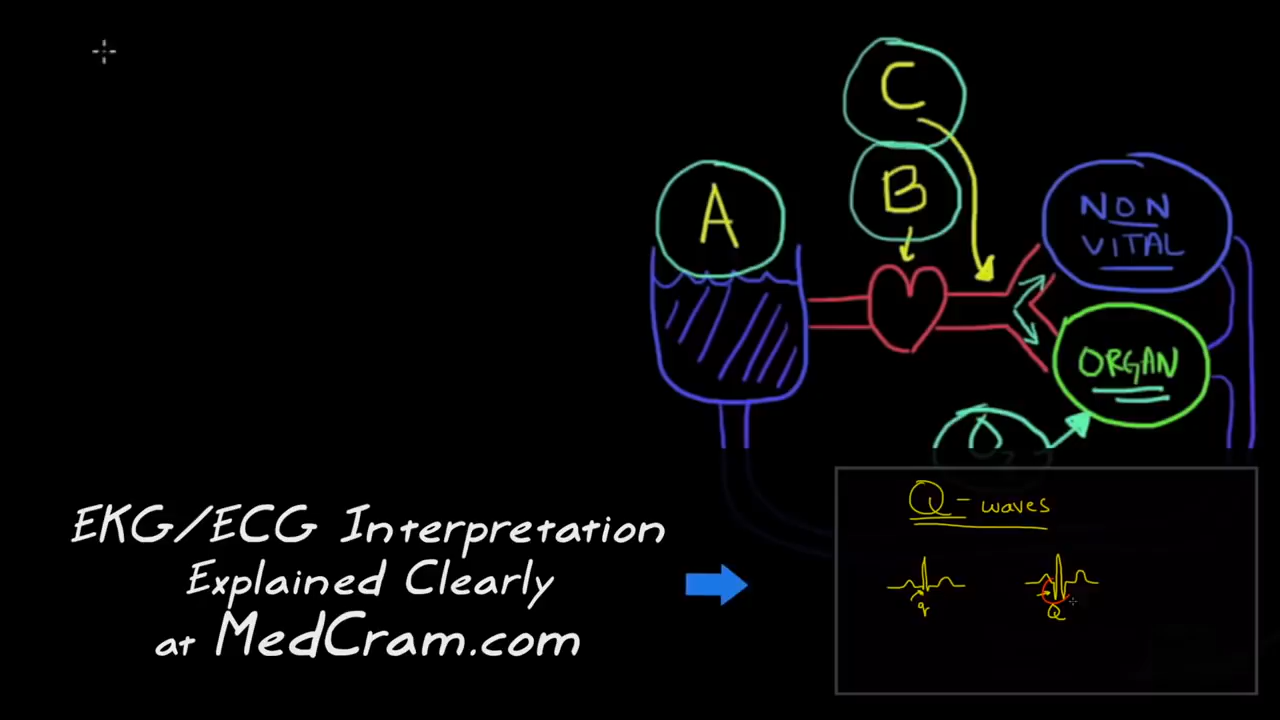 C
B
A
NON
VITAL
ORGAN
EKG/ECG Interpretation
Explained Clearly
at MedCram.com
Q - waves
q
Q